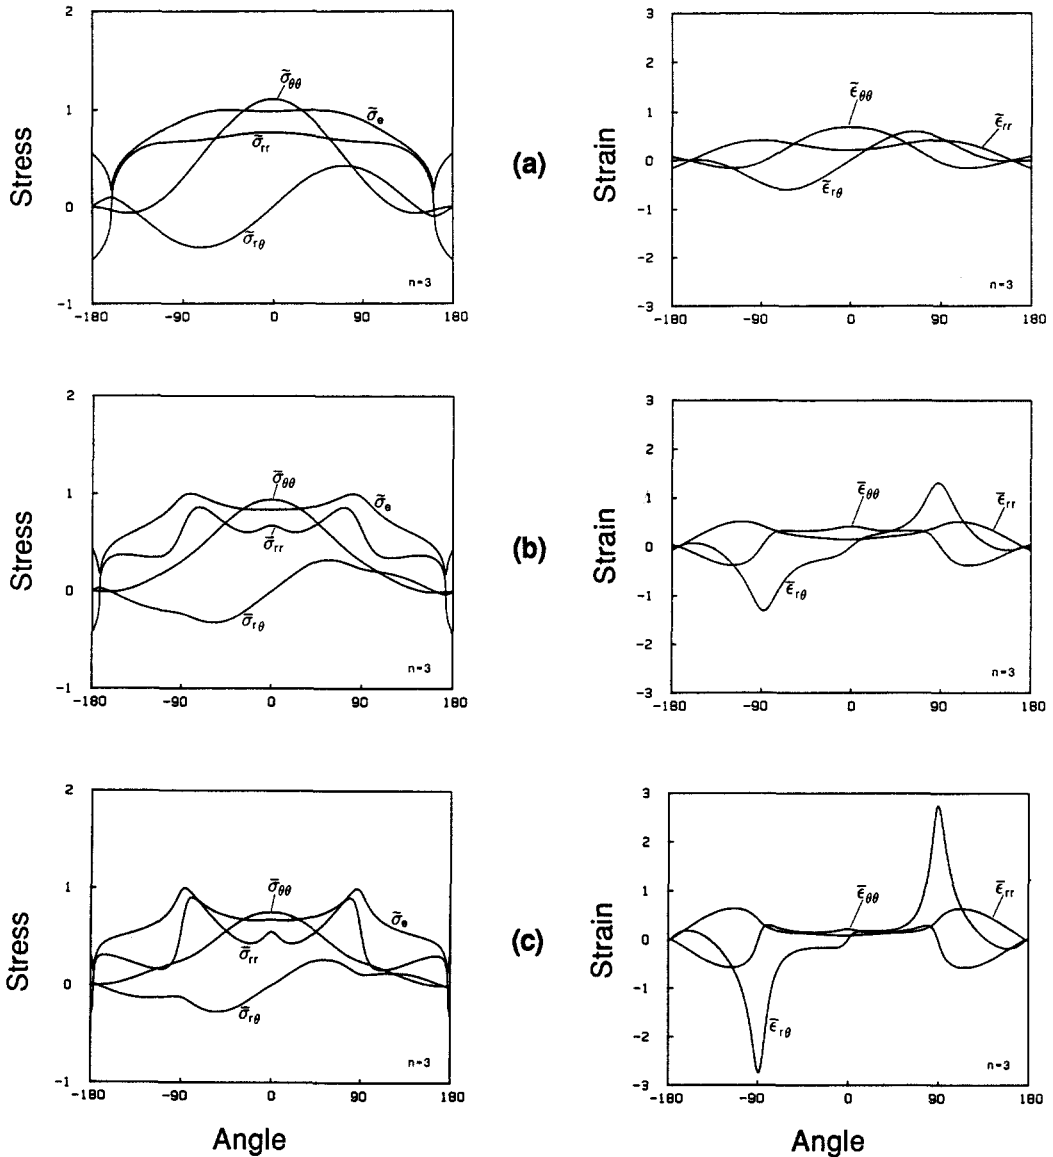 2
1
0
-1
Stress
σ̃θθ
σ̃e
σ̃rr
σ̃rθ
n=3
-180 -90 0 90 180
(a)
3
2
1
0
-1
-2
-3
Strain
ε̃θθ
ε̃rr
ε̃rθ
n=3
-180 -90 0 90 180
2
1
0
-1
Stress
σ̅θθ
σ̃e
σ̅rr
σ̅rθ
n=3
-180 -90 0 90 180
(b)
3
2
1
0
-1
-2
-3
Strain
ε̅θθ
ε̅rr
ε̅rθ
n=3
-180 -90 0 90 180
2
1
0
-1
Stress
σ̅θθ
σ̃e
σ̅rr
σ̅rθ
n=3
-180 -90 0 90 180
Angle
(c)
3
2
1
0
-1
-2
-3
Strain
ε̅θθ
ε̅rr
ε̅rθ
n=3
-180 -90 0 90 180
Angle